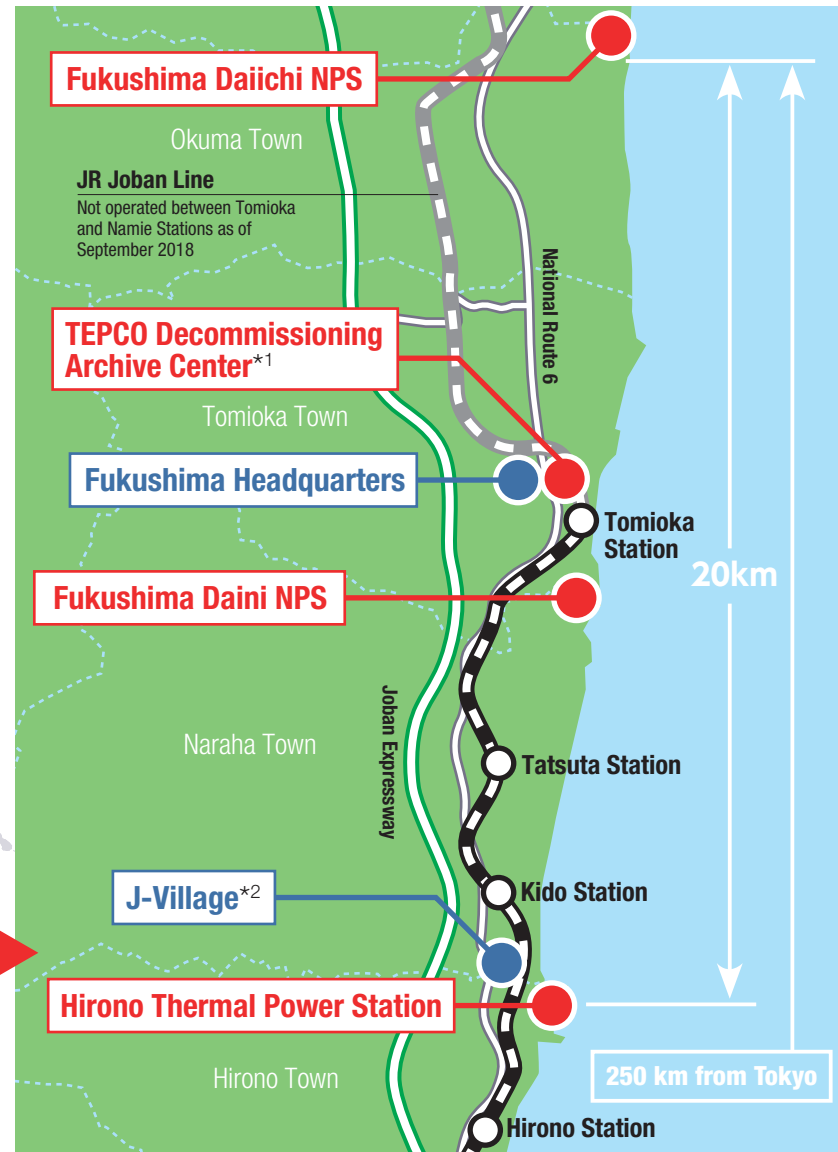 Fukushima Daiichi NPS
Okuma Town
JR Joban Line
Not operated between Tomioka
and Namie Stations as of
September 2018
National Route 6
TEPCO Decommissioning
Archive Center*1
Tomioka Town
Fukushima Headquarters
Tomioka
Station
20km
Fukushima Daini NPS
Joban Expressway
Naraha Town
Tatsuta Station
J-Village*2
Kido Station
Hirono Thermal Power Station
Hirono Town
250 km from Tokyo
Hirono Station